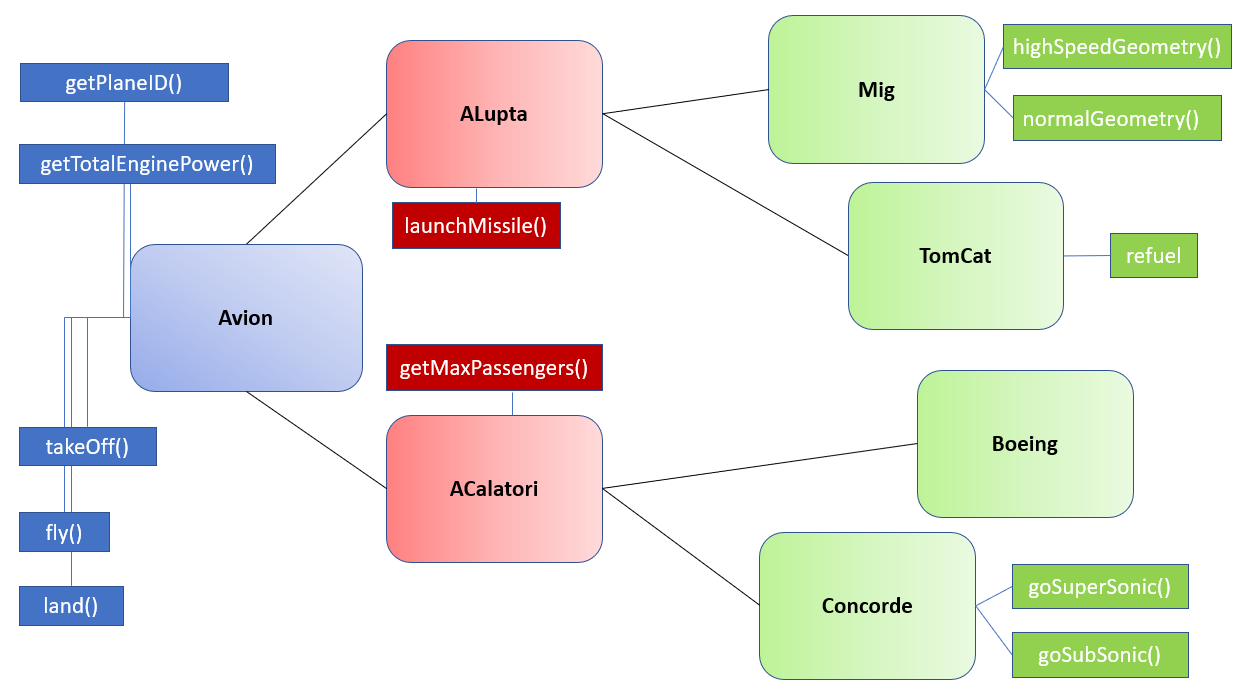 getPlaneID()
getTotalEnginePower()
Avion
takeOff()
fly()
land()
ALupta
launchMissile()
getMaxPassengers()
ACalatori
Mig
highSpeedGeometry()
normalGeometry()
TomCat
refuel
Boeing
Concorde
goSuperSonic()
goSubSonic()